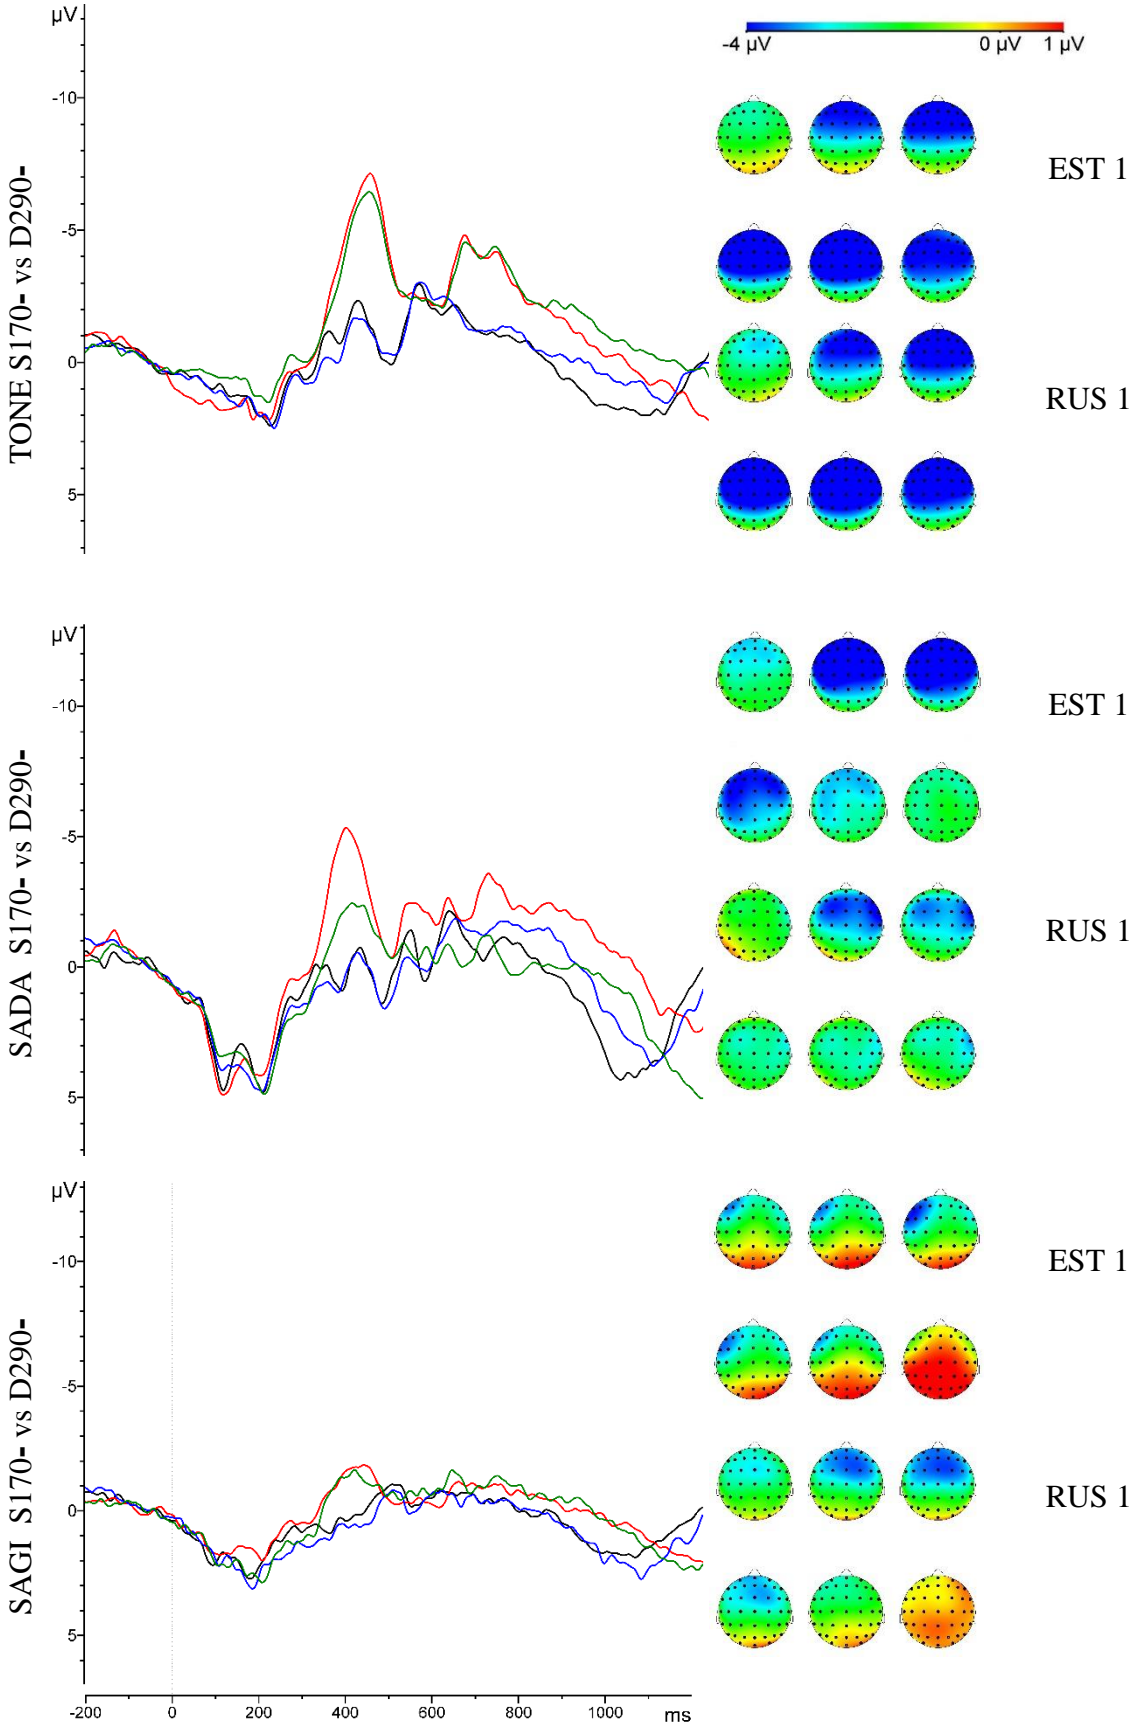 µV
-4 µV 0 µV 1 µV
-10
-5
0
5
TONE S170- vs D290-
EST 1
RUS 1
µV
-10
-5
0
5
SADA S170- vs D290-
EST 1
RUS 1
µV
-10
-5
0
5
SAGI S170- vs D290-
EST 1
RUS 1
-200 0 200 400 600 800 1000 ms